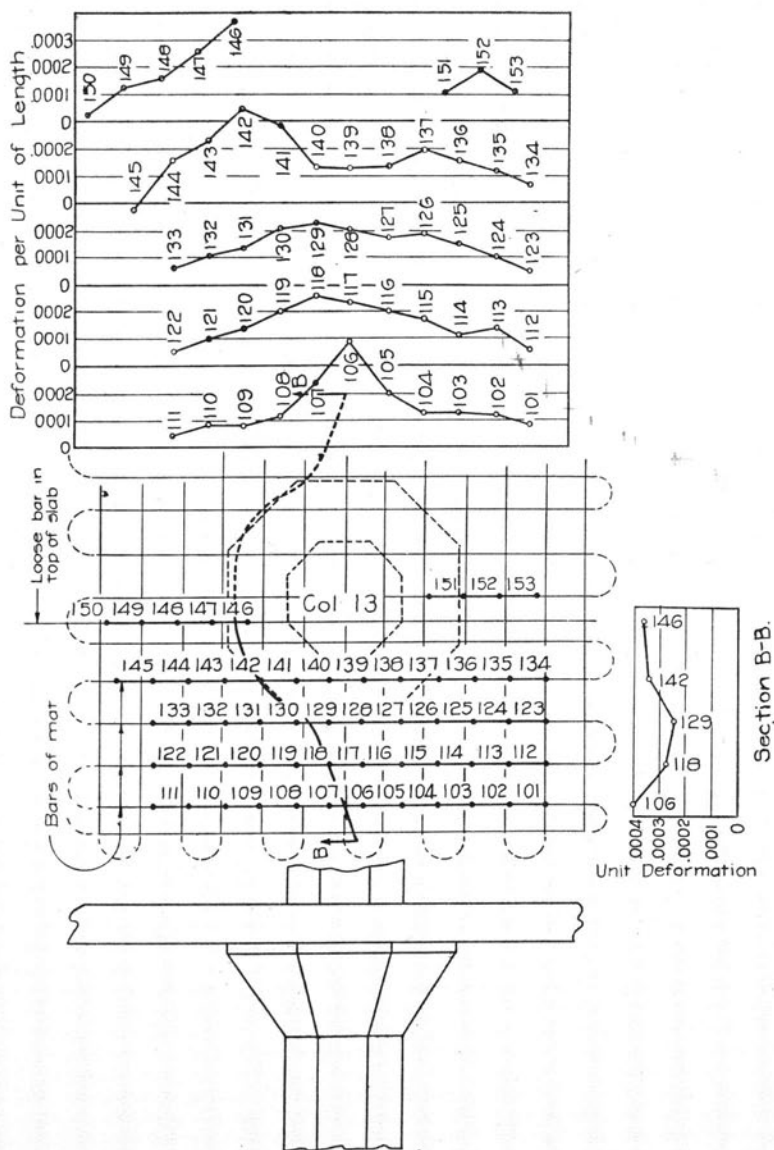 Deformation per Unit of Length
.0003
.0002
.0001
0
.0002
.0001
0
.0002
.0001
0
.0002
.0001
0
.0002
.0001
0
150 149 148 147 146 151 152 153
145 144 143 142 141 140 139 138 137 136 135 134
133 132 131 130 129 128 127 126 125 124 123
122 121 120 119 118 117 116 115 114 113 112
111 110 109 108 107 106 105 104 103 102 101
B
Loose bar in
top of slab
150 149 148 147 146
Col 13
151 152 153
145 144 143 142 141 140 139 138 137 136 135 134
133 132 131 130 129 128 127 126 125 124 123
122 121 120 119 118 117 116 115 114 113 112
111 110 109 108 107 106 105 104 103 102 101
Bars of mat
B
146
142
129
118
106
.0004
.0003
.0002
.0001
0
Unit Deformation
Section B-B.